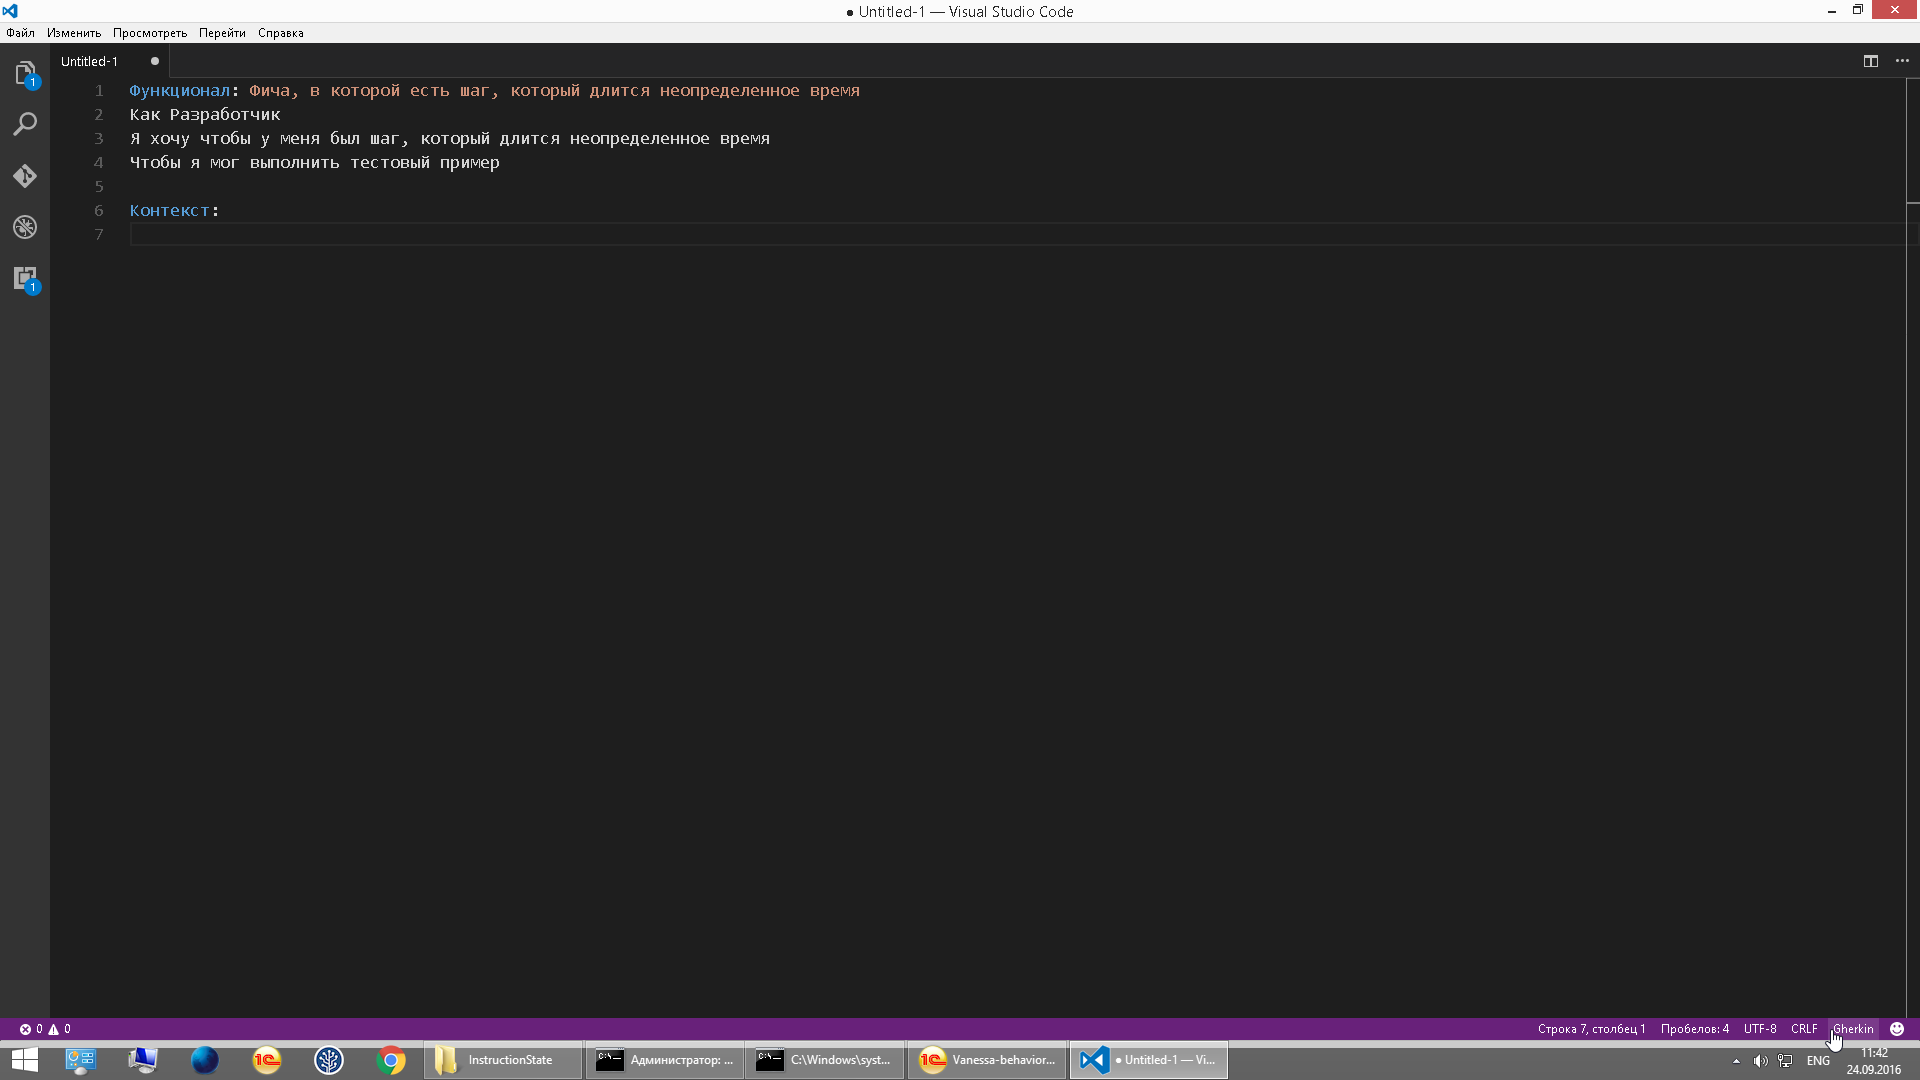 ● Untitled-1 — Visual Studio Code
Файл Изменить Просмотреть Перейти Справка
Untitled-1
1 Функционал: Фича, в которой есть шаг, который длится неопределенное время
2 Как Разработчик
3 Я хочу чтобы у меня был шаг, который длится неопределенное время
4 Чтобы я мог выполнить тестовый пример
5
6 Контекст:
7
1
1
0 0 Строка 7, столбец 1 Пробелов: 4 UTF-8 CRLF Gherkin
InstructionState Администратор: ... C:\Windows\syst... Vanessa-behavior... ● Untitled-1 — Vi... ENG 11:42
24.09.2016